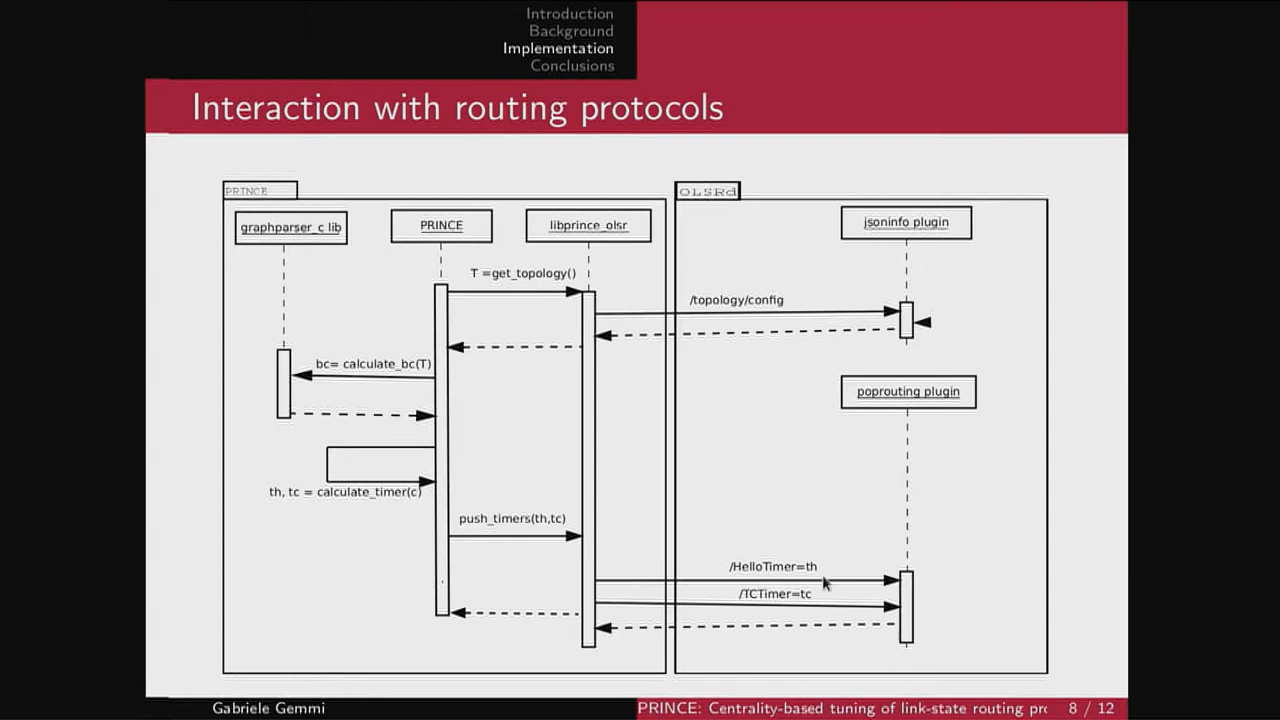 Introduction
Background
Implementation
Conclusions
Interaction with routing protocols
PRINCE
OLSRd
graphparser_c lib
PRINCE
libprince_olsr
jsoninfo plugin
T =get_topology()
/topology/config
bc= calculate_bc(T)
poprouting plugin
th, tc = calculate_timer(c)
push_timers(th,tc)
/HelloTimer=th
/TCTimer=tc
Gabriele Gemmi
PRINCE: Centrality-based tuning of link-state routing pro
8 / 12